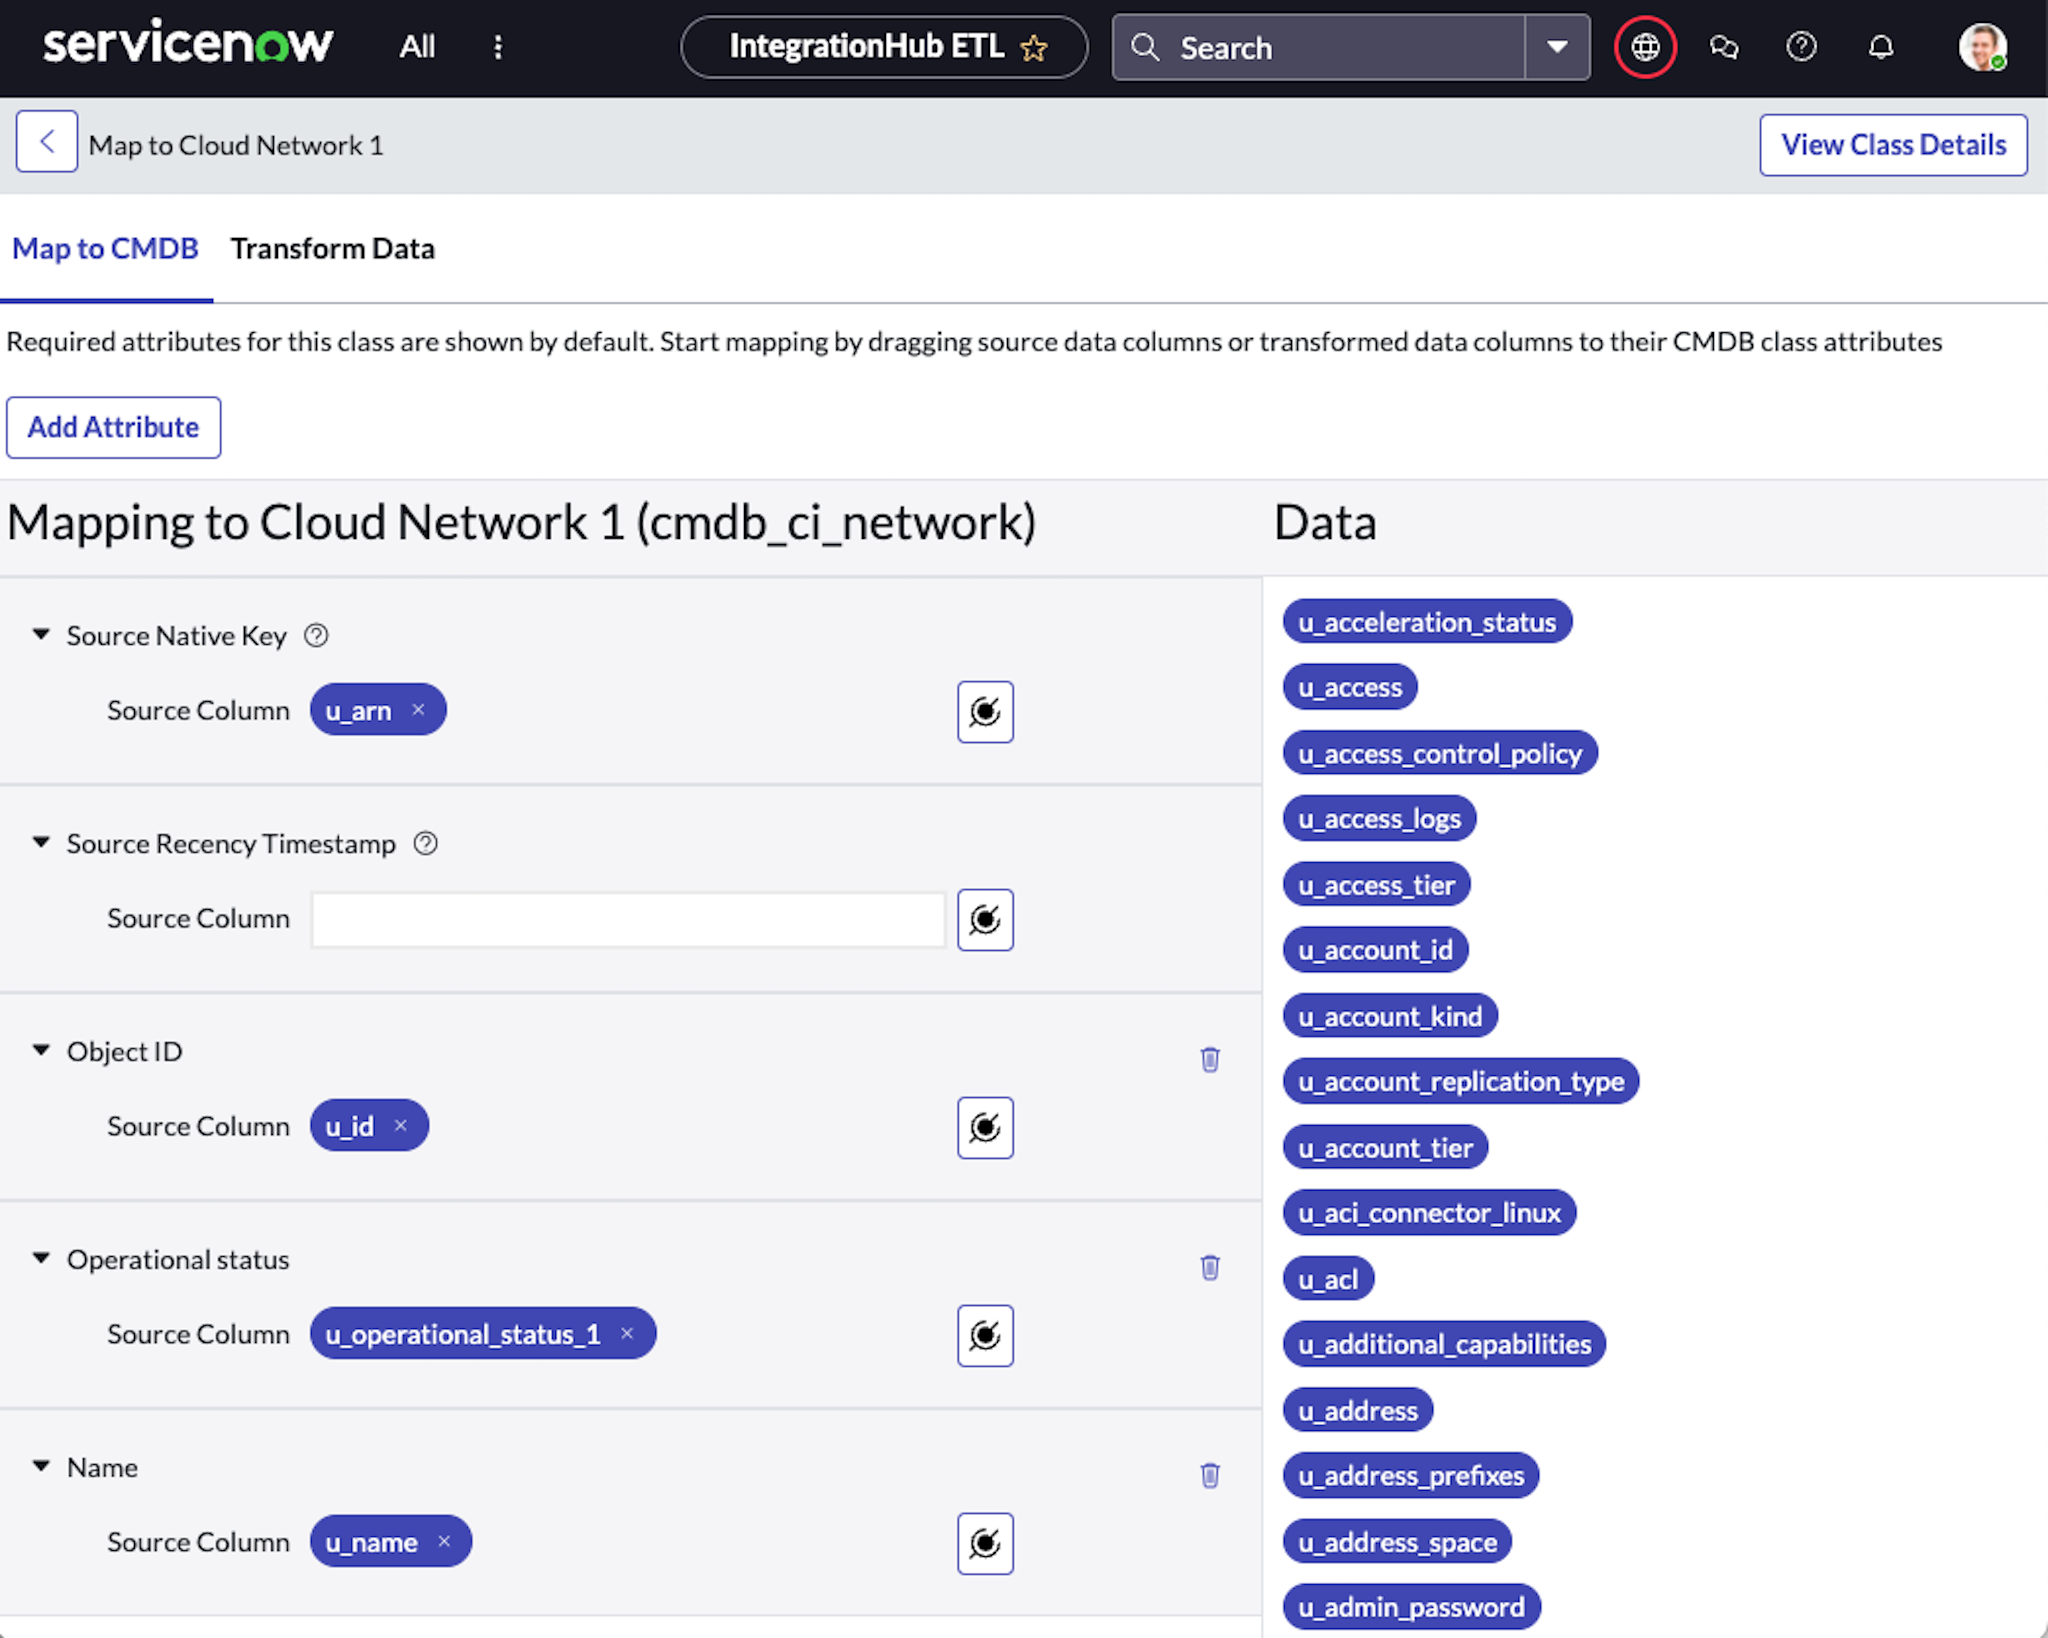 servicenow All IntegrationHub ETL Search
Map to Cloud Network 1 View Class Details
Map to CMDB Transform Data
Required attributes for this class are shown by default. Start mapping by dragging source data columns or transformed data columns to their CMDB class attributes
Add Attribute
Mapping to Cloud Network 1 (cmdb_ci_network)
Source Native Key
Source Column u_arn
Source Recency Timestamp
Source Column
Object ID
Source Column u_id
Operational status
Source Column u_operational_status_1
Name
Source Column u_name
Data
u_acceleration_status
u_access
u_access_control_policy
u_access_logs
u_access_tier
u_account_id
u_account_kind
u_account_replication_type
u_account_tier
u_aci_connector_linux
u_acl
u_additional_capabilities
u_address
u_address_prefixes
u_address_space
u_admin_password